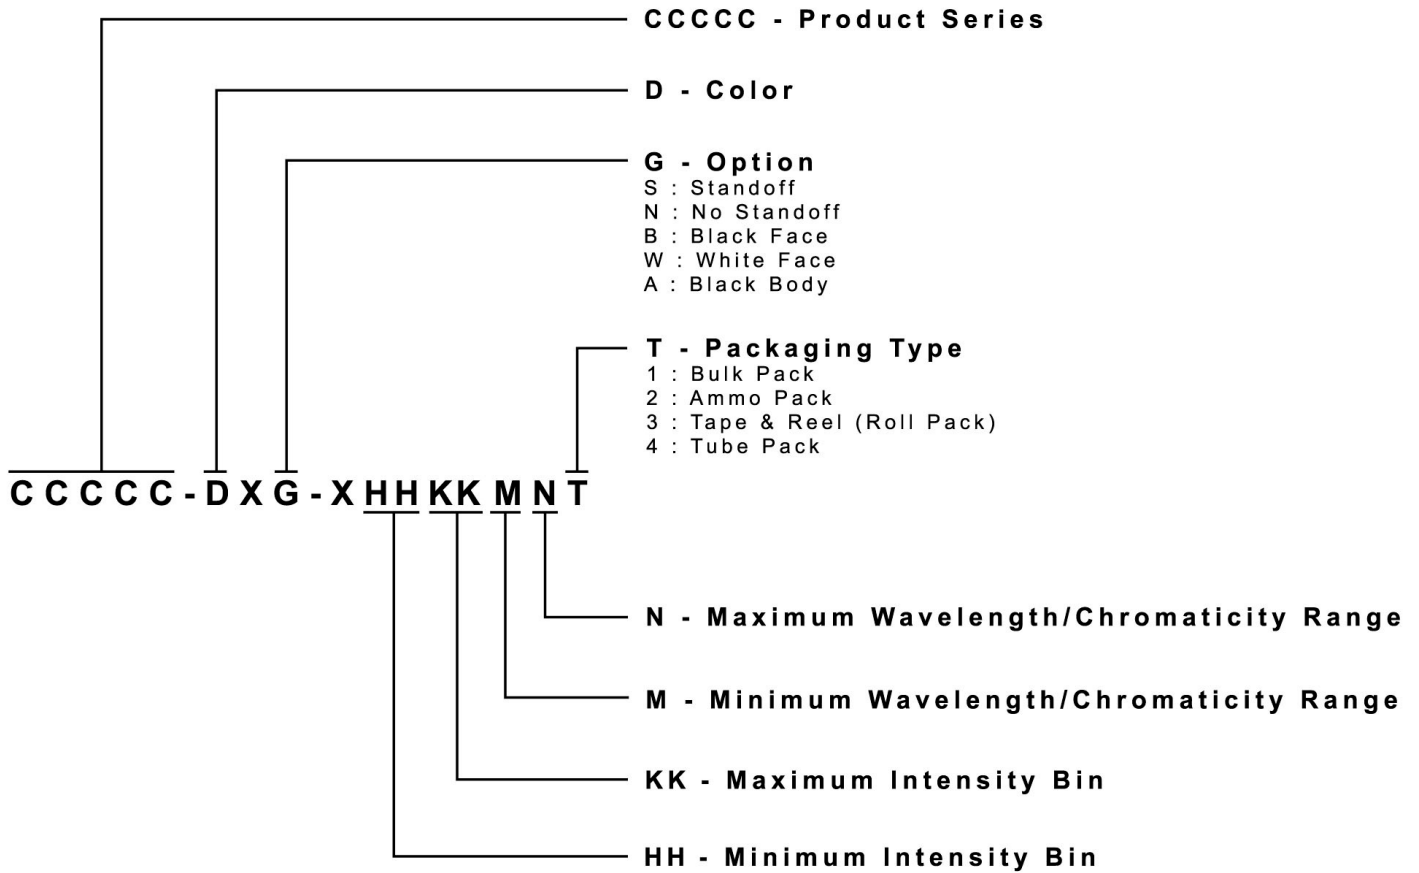 CCCCC - Product Series
D - Color
G - Option
S : Standoff
N : No Standoff
B : Black Face
W : White Face
A : Black Body
T - Packaging Type
1 : Bulk Pack
2 : Ammo Pack
3 : Tape & Reel (Roll Pack)
4 : Tube Pack
CCCCC-DXG-XHHKKMNT
N - Maximum Wavelength/Chromaticity Range
M - Minimum Wavelength/Chromaticity Range
KK - Maximum Intensity Bin
HH - Minimum Intensity Bin